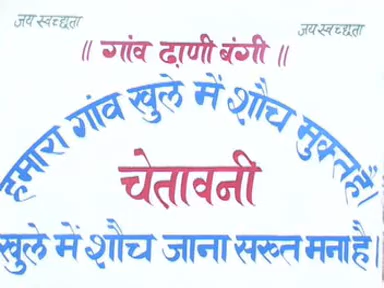 जय स्वच्छता
जय स्वच्छता
॥ गांव ढ़ाणी बंगी ॥
हमारा गांव खुले में शौच मुक्त है।
चेतावनी
खुले में शौच जाना सख्त मना है।